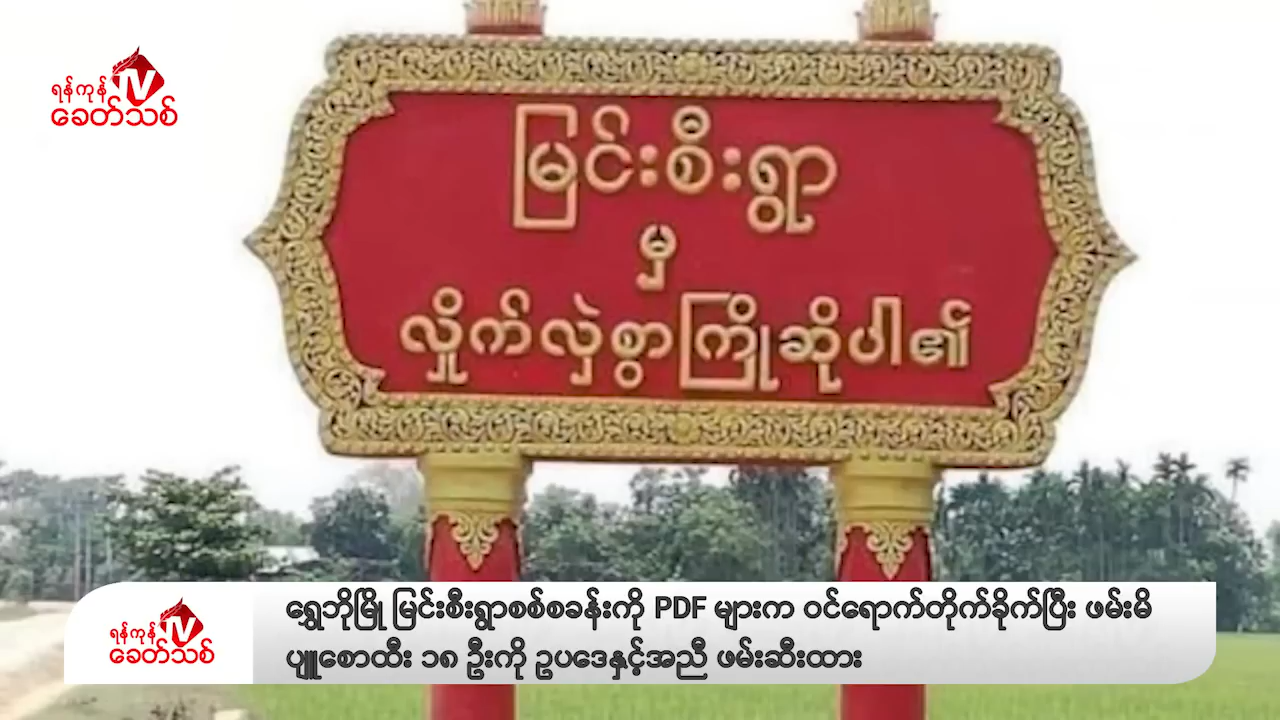 ရန်ကုန် TV
ခေတ်သစ်
မြင်းစီးရွာ
မှ
လှိုက်လှဲစွာကြိုဆိုပါ၏
ရန်ကုန် TV
ခေတ်သစ်
ရွှေဘိုမြို့ မြင်းစီးရွာစစ်စခန်းကို PDF များက ဝင်ရောက်တိုက်ခိုက်ပြီး ဖမ်းမိ
ပျူစောထီး ၁၈ ဦးကို ဥပဒေနှင့်အညီ ဖမ်းဆီးထား